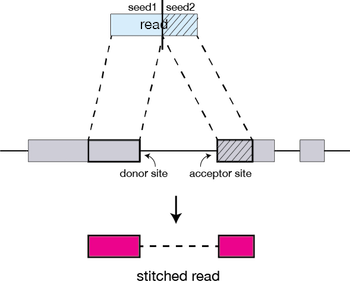 seed1 seed2
read
donor site acceptor site
stitched read